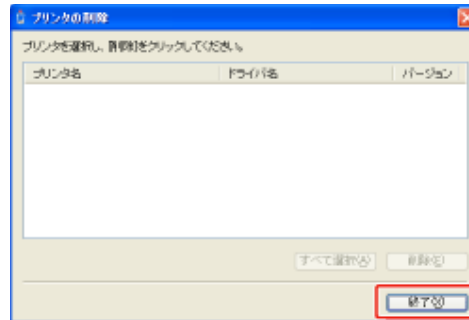 プリンタの削除
プリンタを選択し、[削除]をクリックしてください。
プリンタ名 ドライバ名 バージョン
すべて選択(A) 削除(E)
終了(X)